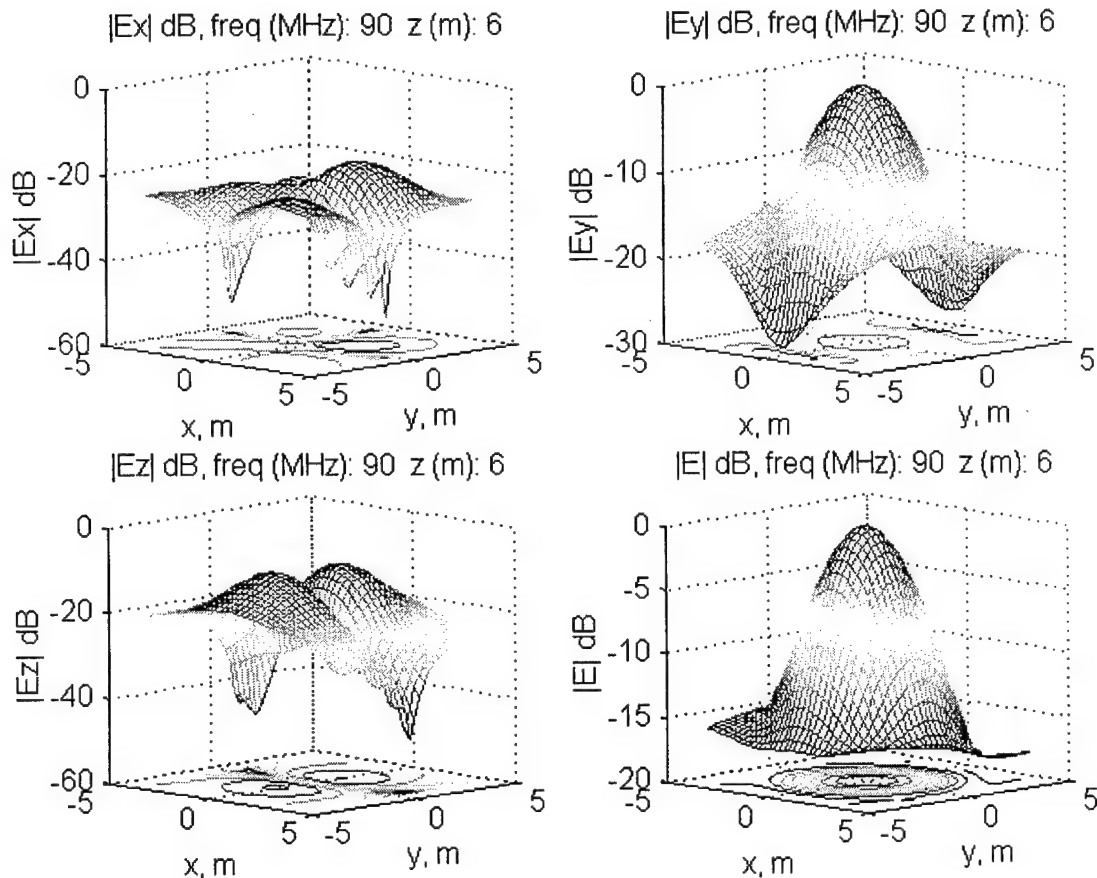 |Ex| dB, freq (MHz): 90 z (m): 6
0
-20
-40
-60
|Ex| dB
-5
0
5
x, m
-5
0
5
y, m
|Ey| dB, freq (MHz): 90 z (m): 6
0
-10
-20
-30
|Ey| dB
-5
0
5
x, m
-5
0
5
y, m
|Ez| dB, freq (MHz): 90 z (m): 6
0
-20
-40
-60
|Ez| dB
-5
0
5
x, m
-5
0
5
y, m
|E| dB, freq (MHz): 90 z (m): 6
0
-5
-10
-15
-20
|E| dB
-5
0
5
x, m
-5
0
5
y, m